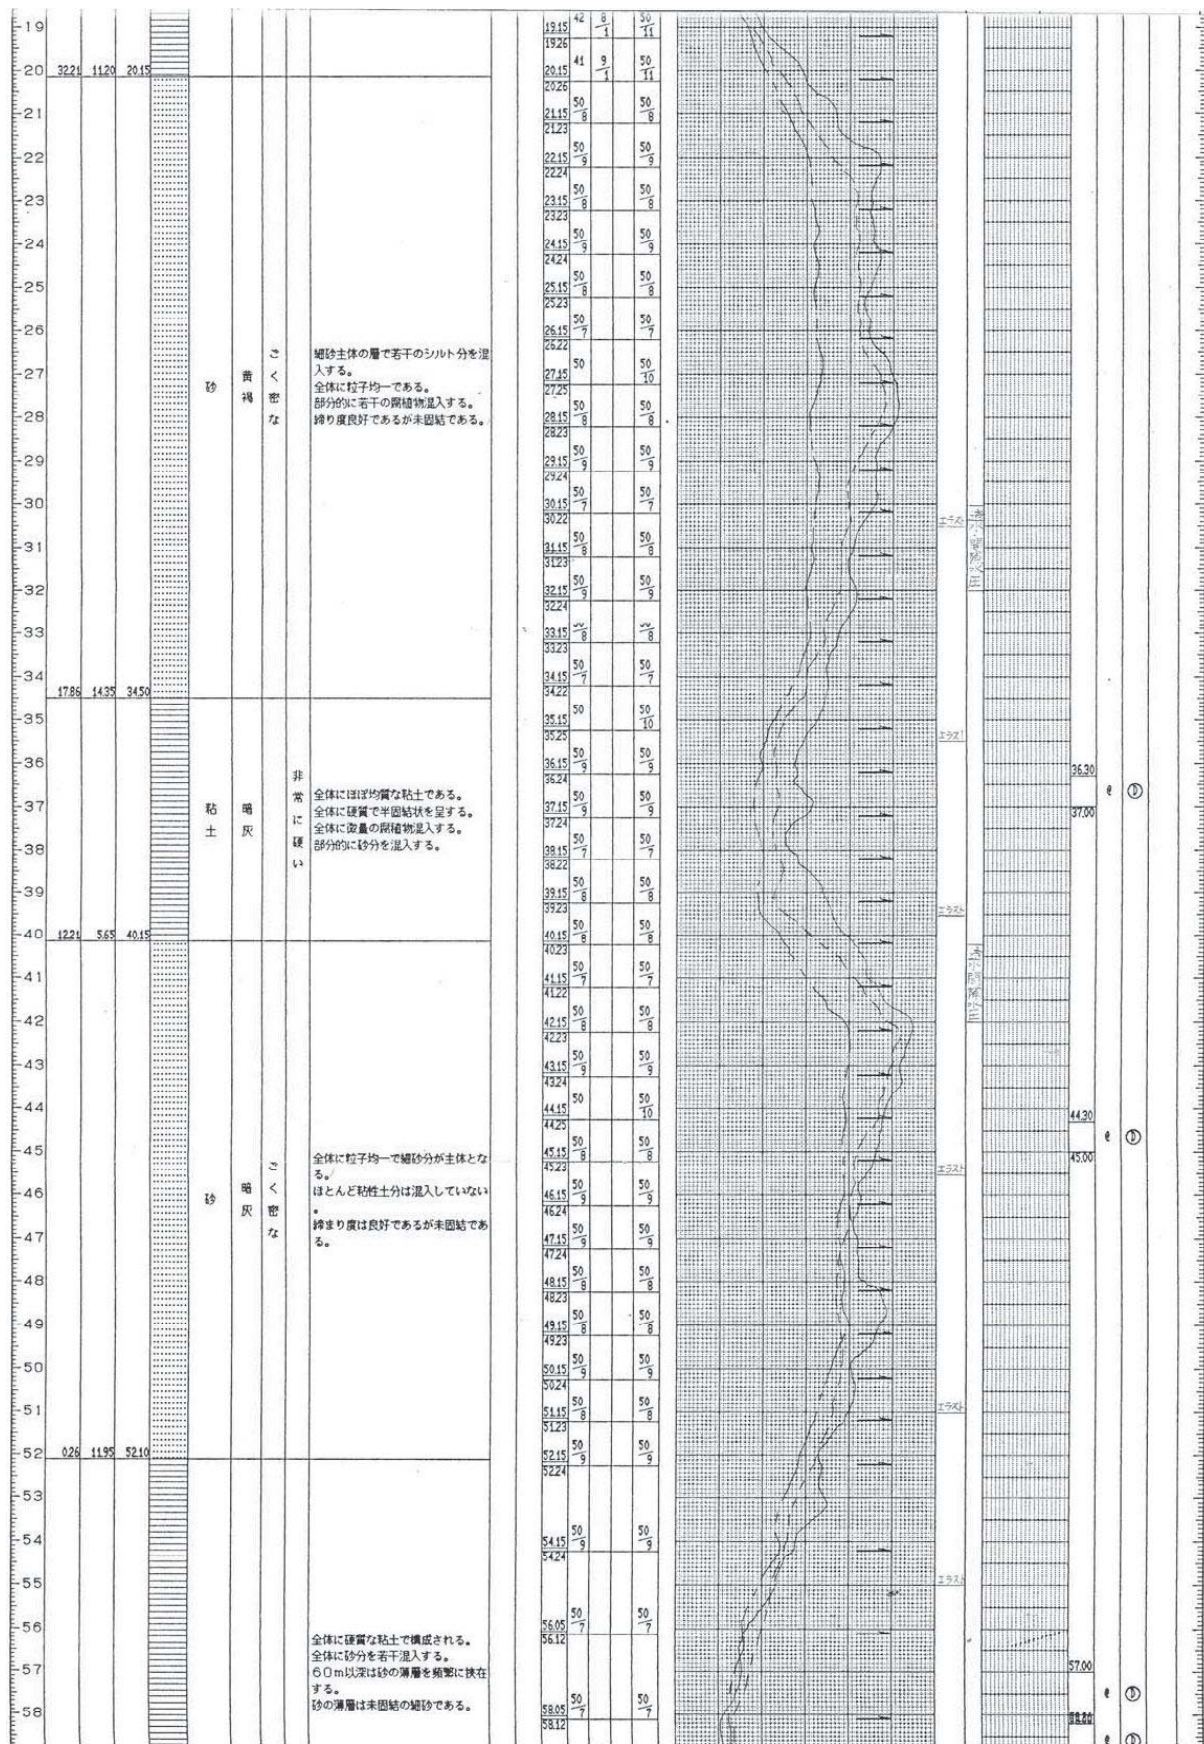 19
20
21
22
23
24
25
26
27
28
29
30
31
32
33
34
35
36
37
38
39
40
41
42
43
44
45
46
47
48
49
50
51
52
53
54
55
56
57
58
32.21 11.20 20.15
17.86 14.35 34.50
12.21 5.65 40.15
0.26 11.95 52.10
砂
黄褐
ごく密な
細砂主体の層で若干のシルト分を混
入する。
全体に粒子均一である。
部分的に若干の腐植物混入する。
締り度良好であるが未固結である。
粘土
暗灰
非常に硬い
全体にほぼ均質な粘土である。
全体に硬質で半固結状を呈する。
全体に微量の腐植物混入する。
部分的に砂分を混入する。
砂
暗灰
ごく密な
全体に粒子均一で細砂分が主体とな
る。
ほとんど粘性土分は混入していない
。
締まり度は良好であるが未固結であ
る。
全体に硬質な粘土で構成される。
全体に砂分を若干混入する。
60m以深は砂の薄層を頻繁に挟在
する。
砂の薄層は未固結の細砂である。
19.15 42 8/1 50/11
19.26
20.15 41 9/1 50/11
20.26
21.15 50/8 50/8
21.23
22.15 50/9 50/9
22.24
23.15 50/8 50/8
23.23
24.15 50/9 50/9
24.24
25.15 50/8 50/8
25.23
26.15 50/7 50/7
26.22
27.15 50 50/10
27.25
28.15 50/8 50/8
28.23
29.15 50/9 50/9
29.24
30.15 50/7 50/7
30.22
31.15 50/8 50/8
31.23
32.15 50/9 50/9
32.24
33.15 /8 /8
33.23
34.15 50/7 50/7
34.22
35.15 50 50/10
35.25
36.15 50/9 50/9
36.24
37.15 50/9 50/9
37.24
38.15 50/7 50/7
38.22
39.15 50/8 50/8
39.23
40.15 50/8 50/8
40.23
41.15 50/7 50/7
41.22
42.15 50/8 50/8
42.23
43.15 50/9 50/9
43.24
44.15 50 50/10
44.25
45.15 50/8 50/8
45.23
46.15 50/9 50/9
46.24
47.15 50/9 50/9
47.24
48.15 50/8 50/8
48.23
49.15 50/8 50/8
49.23
50.15 50/9 50/9
50.24
51.15 50/8 50/8
51.23
52.15 50/9 50/9
52.24
54.15 50/9 50/9
54.24
56.05 50/7 50/7
56.12
58.05 50/7 50/7
58.12
エラスト
エラスト
エラスト
エラスト
エラスト
36.30
e Ⓓ
37.00
44.30
e Ⓓ
45.00
57.00
e Ⓓ
e Ⓓ